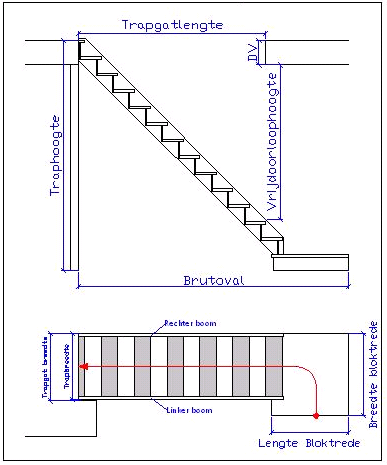 Trapgatlengte
DV
Traphoogte
Vrijdoorloophoogte
Brutoval
Rechter boom
Trapgat breedte
Trapbreedte
Breedte bloktrede
Linker boom
Lengte Bloktrede